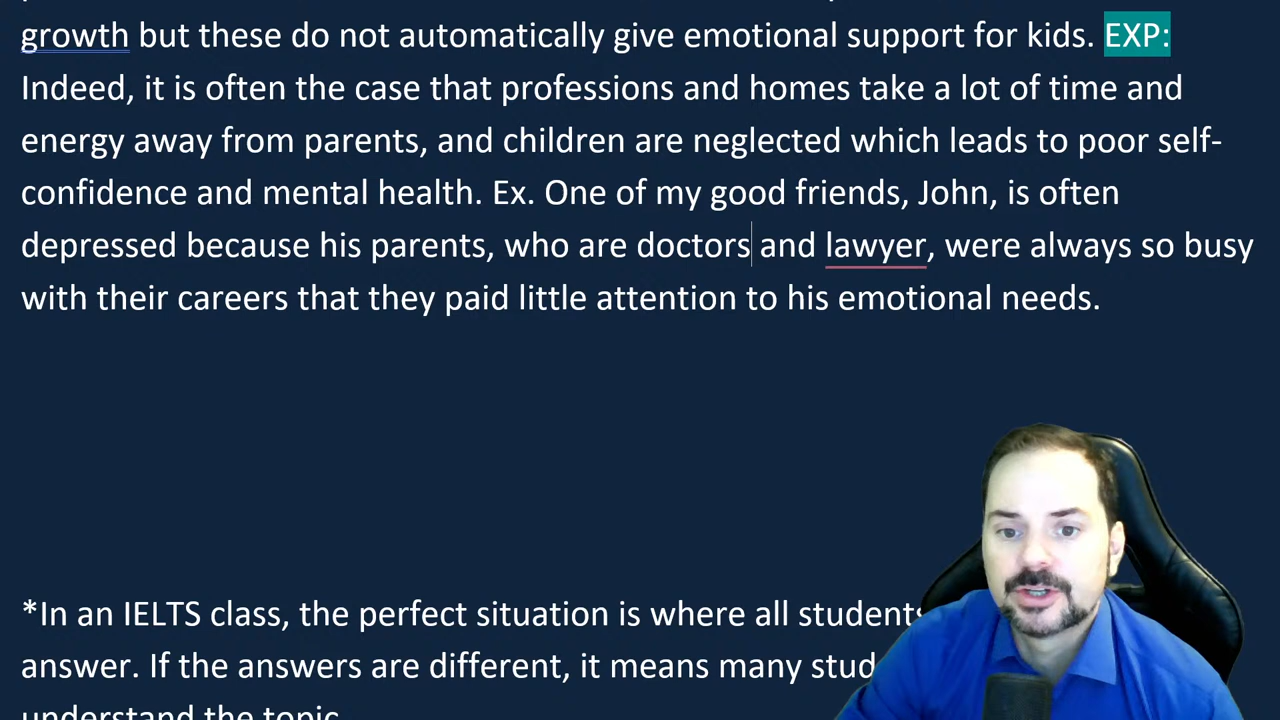 growth but these do not automatically give emotional support for kids. EXP:
Indeed, it is often the case that professions and homes take a lot of time and
energy away from parents, and children are neglected which leads to poor self-
confidence and mental health. Ex. One of my good friends, John, is often
depressed because his parents, who are doctors and lawyer, were always so busy
with their careers that they paid little attention to his emotional needs.
*In an IELTS class, the perfect situation is where all students
answer. If the answers are different, it means many
understand the topic